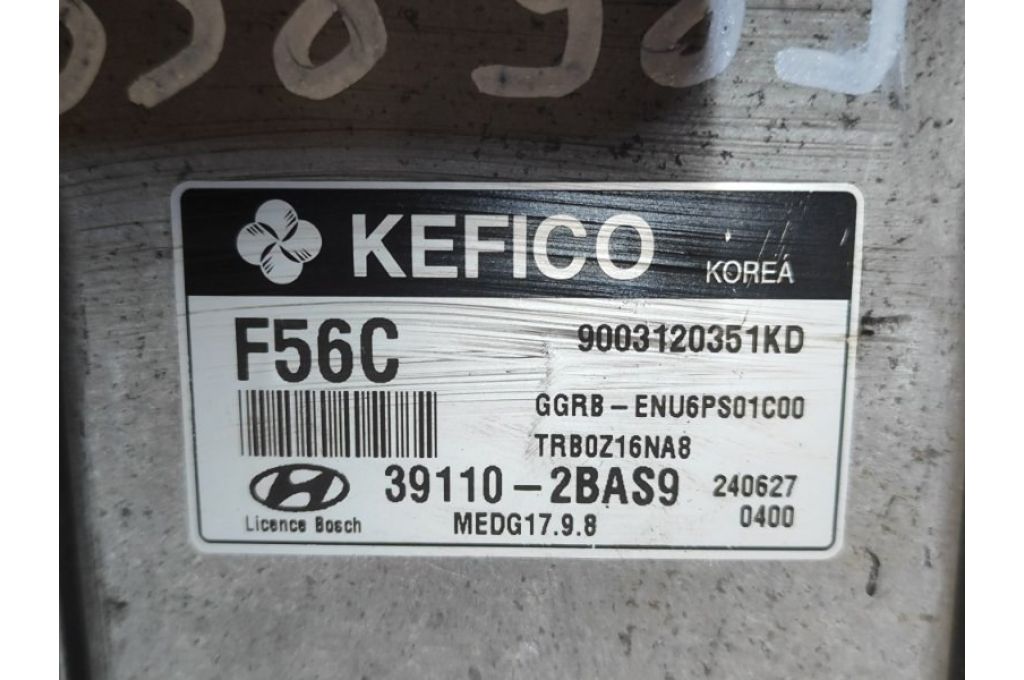 KEFICO
KOREA
F56C
9003120351KD
GGRB-ENU6PS01C00
TRB0Z16NA8
39110-2BAS9
240627
0400
Licence Bosch
MEDG17.9.8